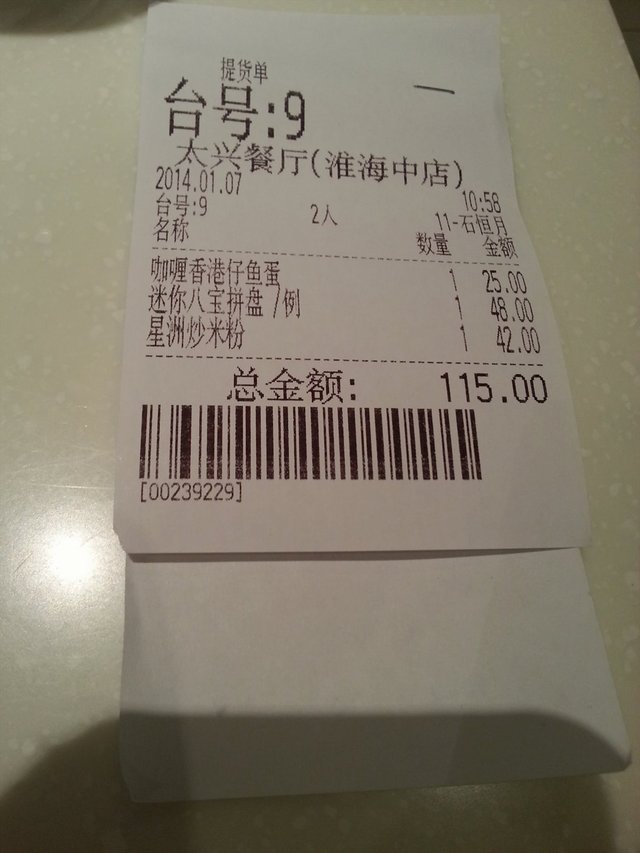 提货单
台号:9
太兴餐厅(淮海中店)
2014.01.07 10:58
台号:9 2人 11-石恒月
名称 数量 金额
咖喱香港仔鱼蛋 1 25.00
迷你八宝拼盘 /例 1 48.00
星洲炒米粉 1 42.00
总金额: 115.00
[00239229]